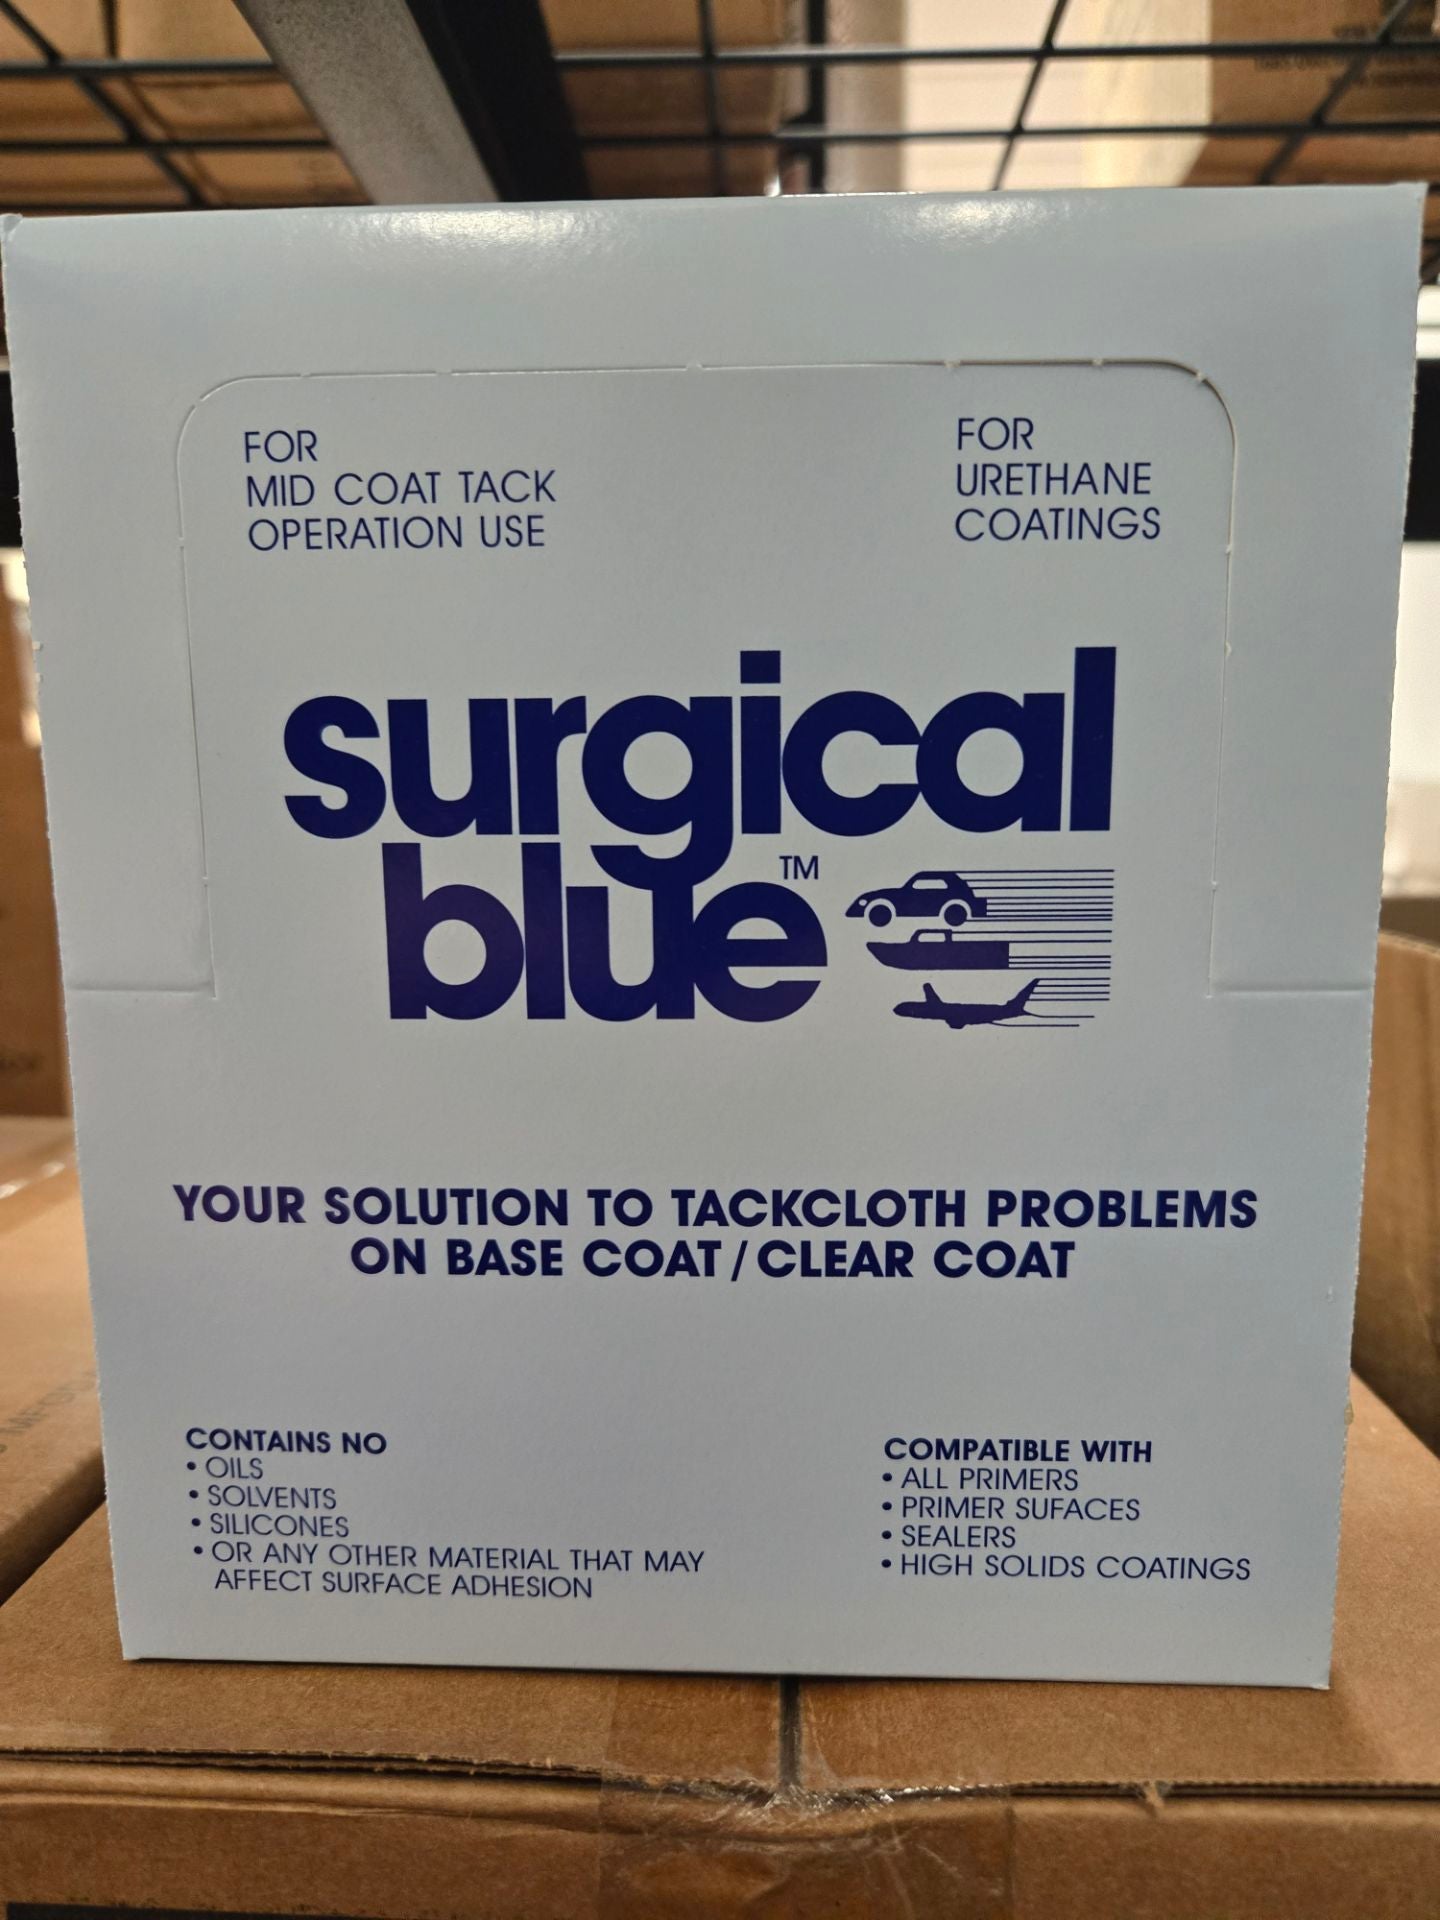 FOR
MID COAT TACK
OPERATION USE
FOR
URETHANE
COATINGS
surgical
blue™
YOUR SOLUTION TO TACKCLOTH PROBLEMS
ON BASE COAT / CLEAR COAT
CONTAINS NO
• OILS
• SOLVENTS
• SILICONES
• OR ANY OTHER MATERIAL THAT MAY
AFFECT SURFACE ADHESION
COMPATIBLE WITH
• ALL PRIMERS
• PRIMER SUFACES
• SEALERS
• HIGH SOLIDS COATINGS